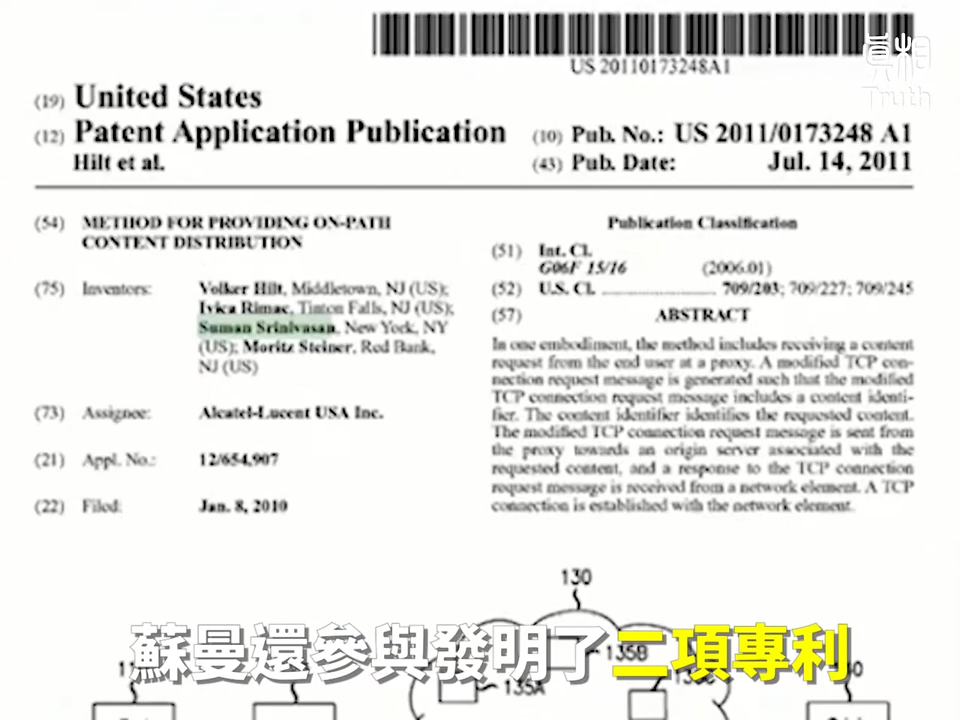 US 20110173248A1
真相
Truth
(19) United States
(12) Patent Application Publication
Hilt et al.
(10) Pub. No.: US 2011/0173248 A1
(43) Pub. Date: Jul. 14, 2011
(54) METHOD FOR PROVIDING ON-PATH
CONTENT DISTRIBUTION
(75) Inventors: Volker Hilt, Middletown, NJ (US);
Ivica Rimac, Tinton Falls, NJ (US);
Suman Srinivasan, New York, NY
(US); Moritz Steiner, Red Bank,
NJ (US)
(73) Assignee: Alcatel-Lucent USA Inc.
(21) Appl. No.: 12/654,907
(22) Filed: Jan. 8, 2010
Publication Classification
(51) Int. Cl.
G06F 15/16 (2006.01)
(52) U.S. Cl. .......................... 709/203; 709/227; 709/245
(57) ABSTRACT
In one embodiment, the method includes receiving a content
request from the end user at a proxy. A modified TCP con-
nection request message is generated such that the modified
TCP connection request message includes a content identi-
fier. The content identifier identifies the requested content.
The modified TCP connection request message is sent from
the proxy towards an origin server associated with the
requested content, and a response to the TCP connection
request message is received from a network element. A TCP
connection is established with the network element.
130
135B
135A
蘇曼還參與發明了二項專利